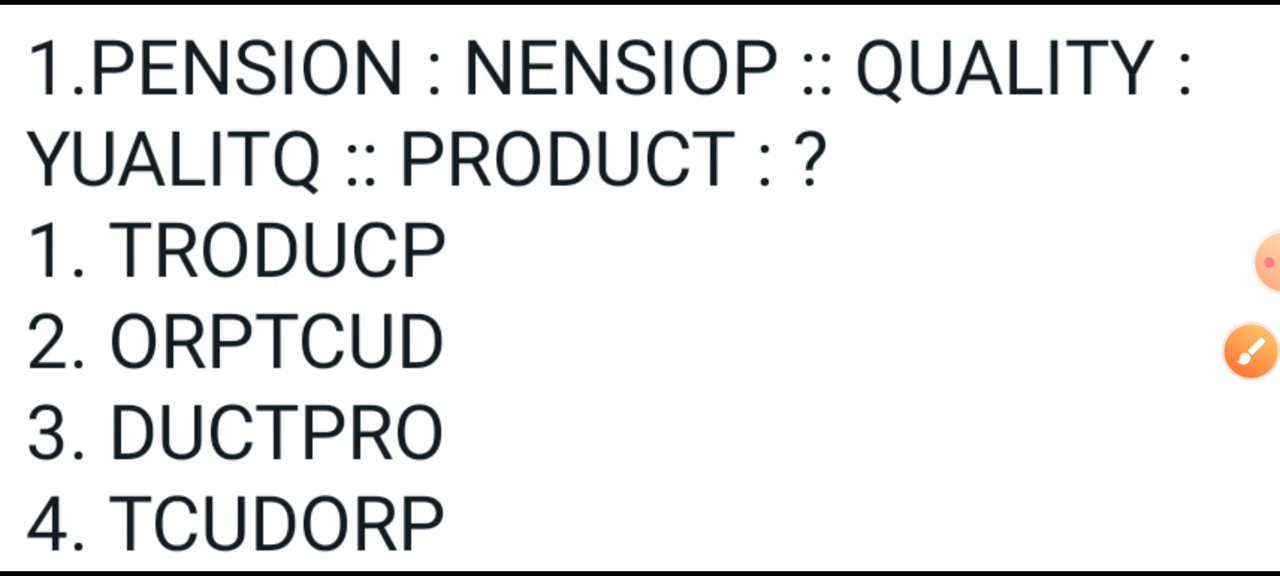 1.PENSION : NENSIOP :: QUALITY :
YUALITQ :: PRODUCT : ?
1. TRODUCP
2. ORPTCUD
3. DUCTPRO
4. TCUDORP